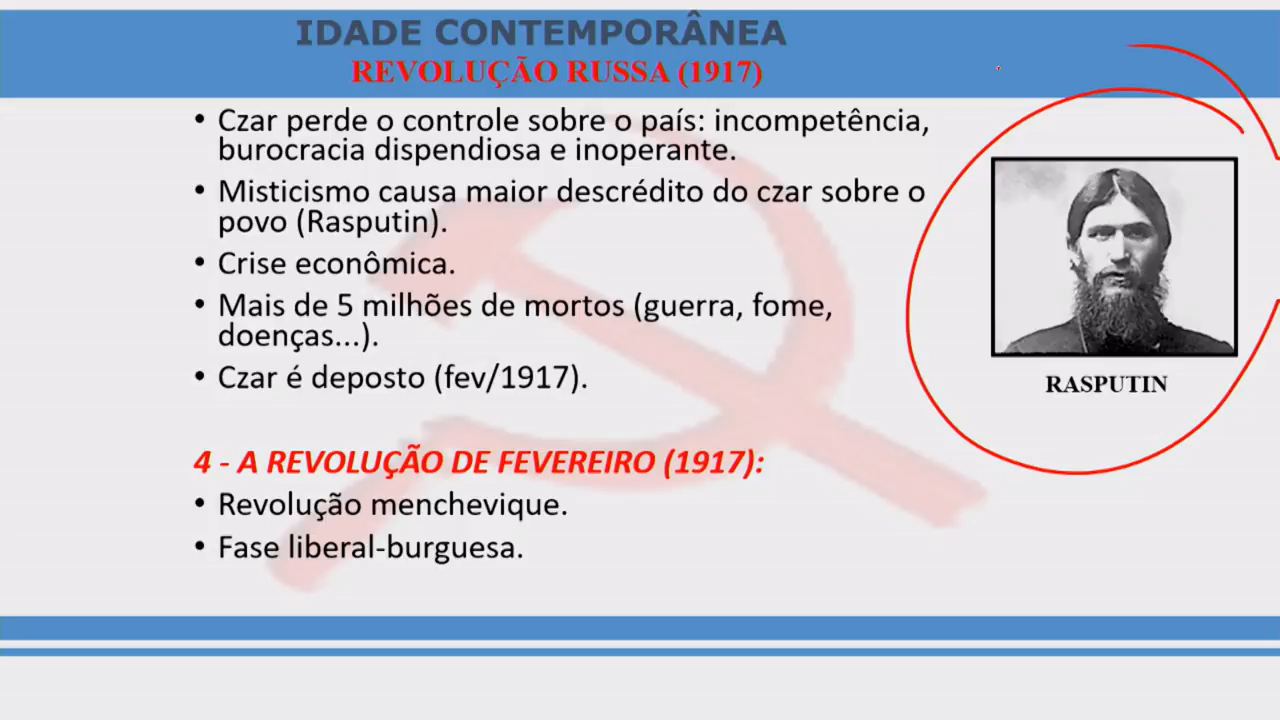 IDADE CONTEMPORÂNEA
REVOLUÇÃO RUSSA (1917)
• Czar perde o controle sobre o país: incompetência,
burocracia dispendiosa e inoperante.
• Misticismo causa maior descrédito do czar sobre o
povo (Rasputin).
• Crise econômica.
• Mais de 5 milhões de mortos (guerra, fome,
doenças...).
• Czar é deposto (fev/1917).
RASPUTIN
4 - A REVOLUÇÃO DE FEVEREIRO (1917):
• Revolução menchevique.
• Fase liberal-burguesa.